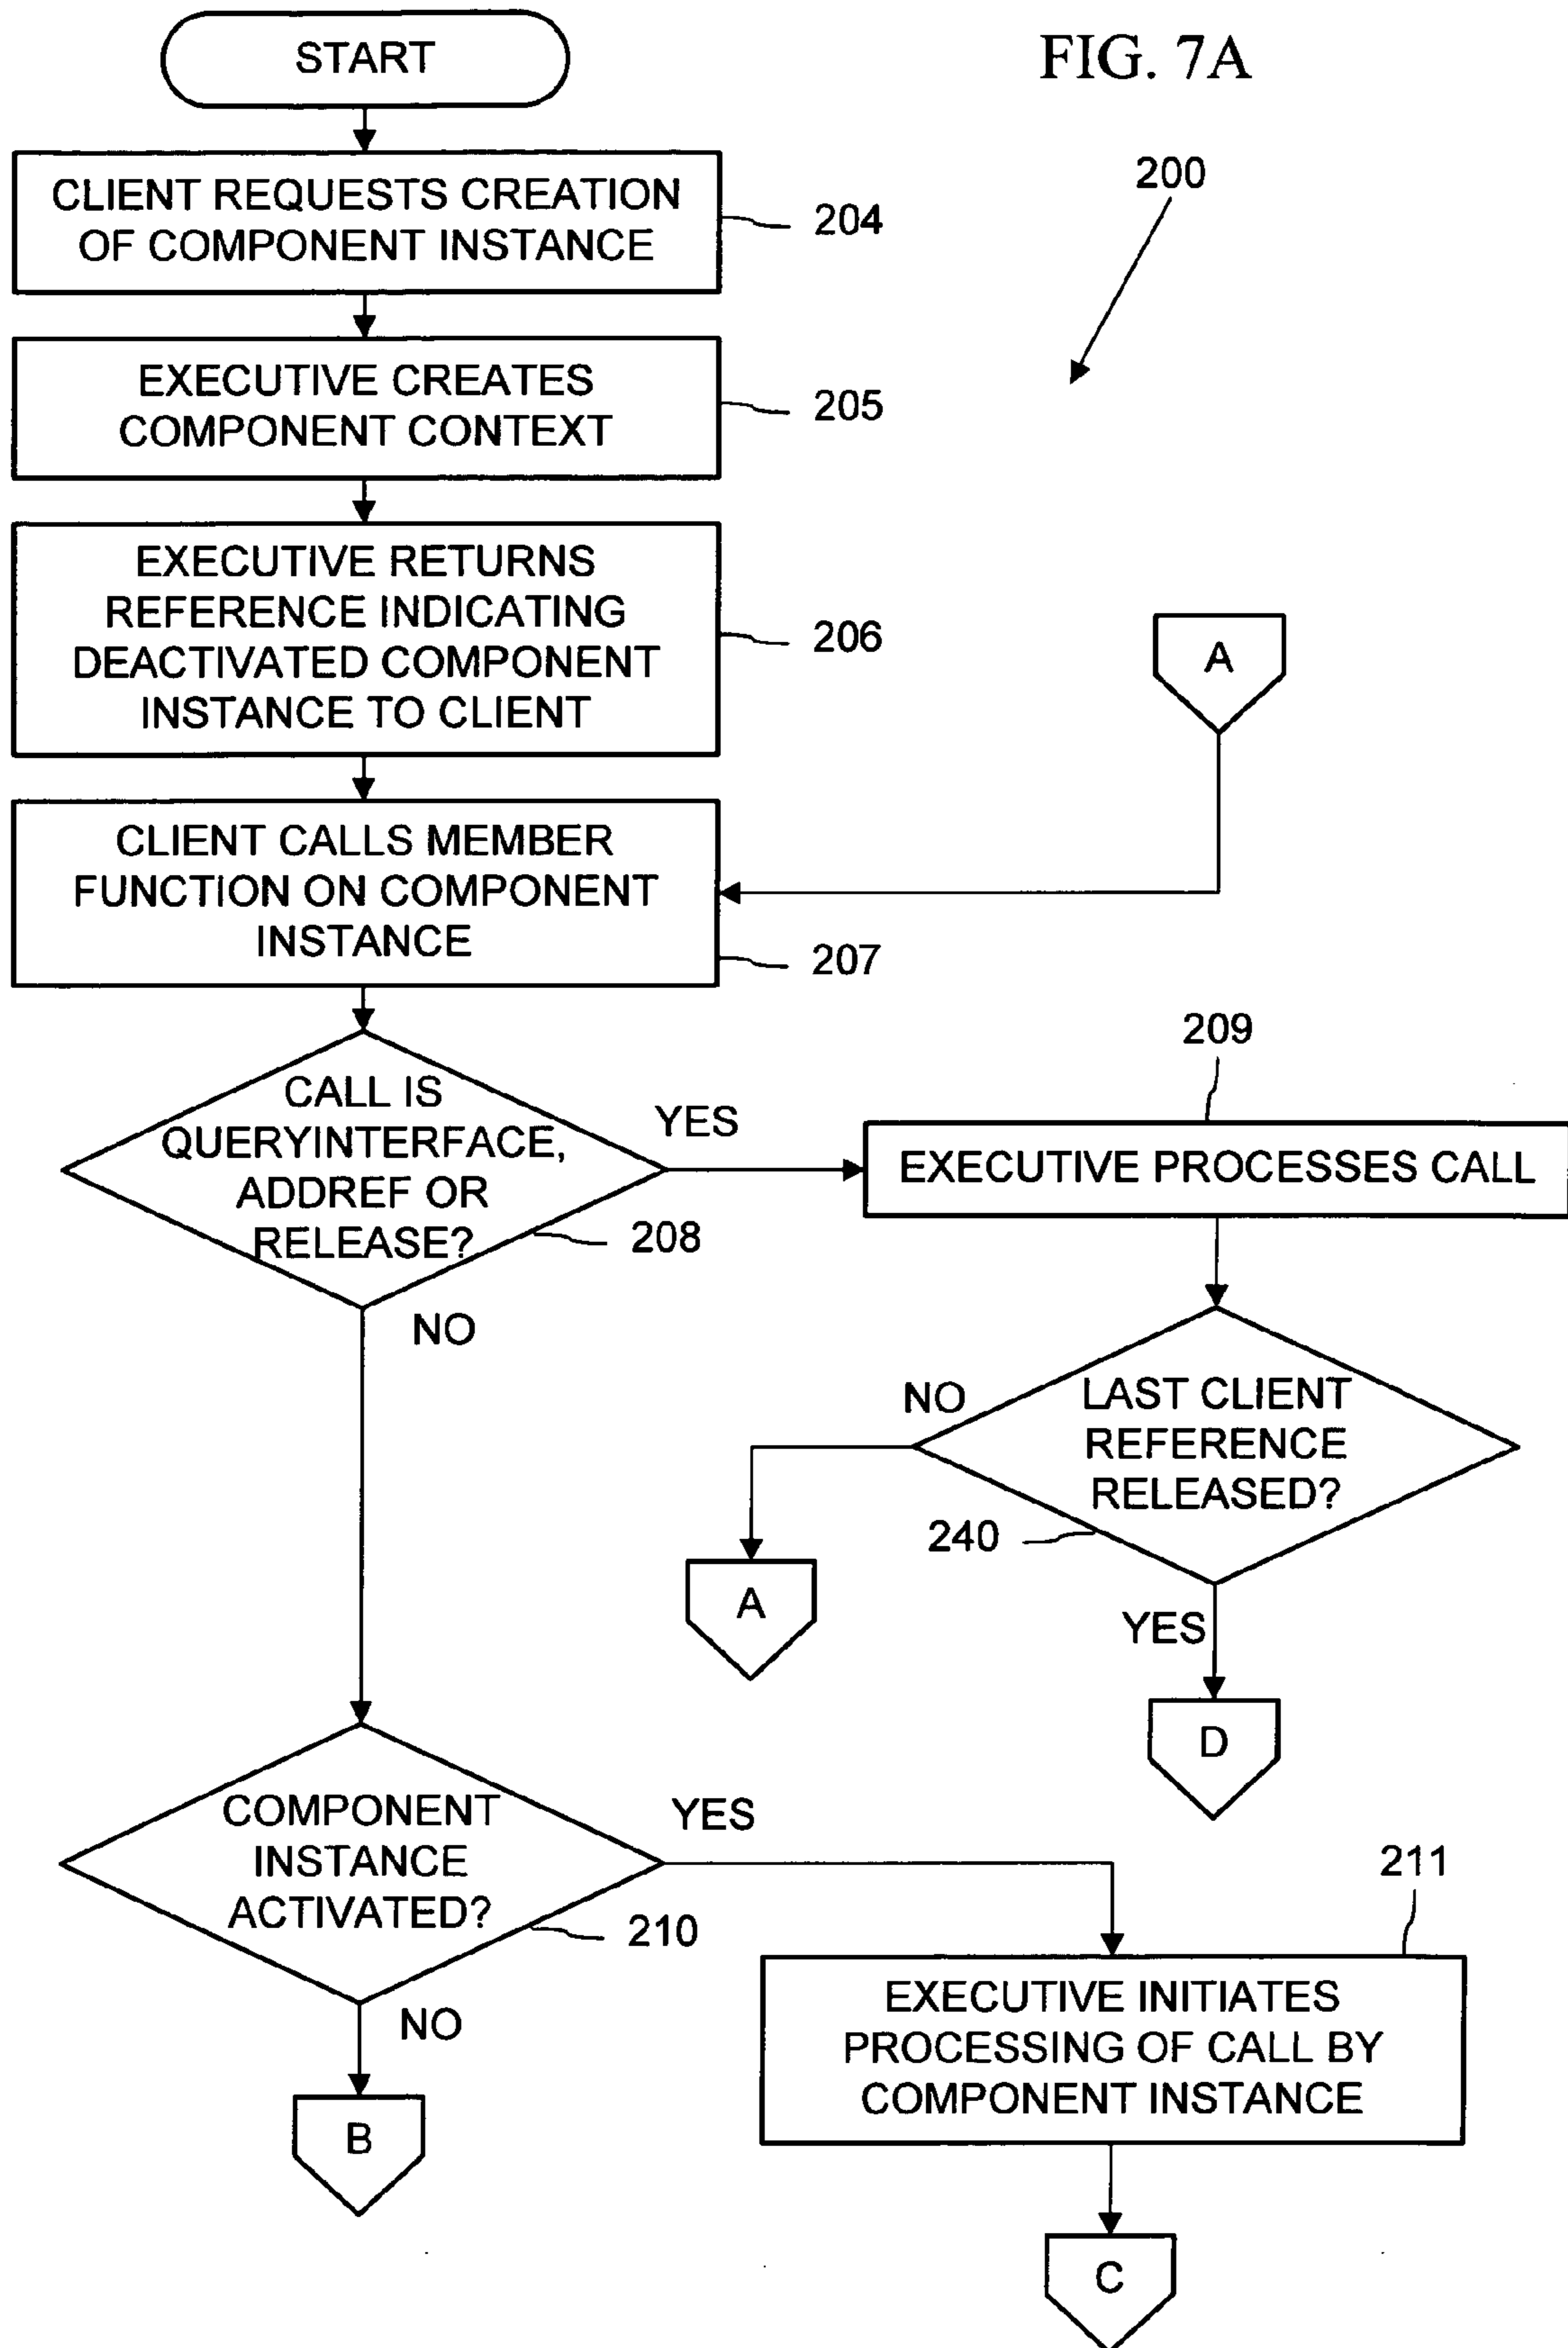 START
FIG. 7A
200
CLIENT REQUESTS CREATION
OF COMPONENT INSTANCE
204
EXECUTIVE CREATES
COMPONENT CONTEXT
205
EXECUTIVE RETURNS
REFERENCE INDICATING
DEACTIVATED COMPONENT
INSTANCE TO CLIENT
206
A
CLIENT CALLS MEMBER
FUNCTION ON COMPONENT
INSTANCE
207
CALL IS
QUERYINTERFACE,
ADDREF OR
RELEASE?
208
YES
NO
209
EXECUTIVE PROCESSES CALL
LAST CLIENT
REFERENCE
RELEASED?
240
NO
A
YES
D
COMPONENT
INSTANCE
ACTIVATED?
210
YES
NO
B
211
EXECUTIVE INITIATES
PROCESSING OF CALL BY
COMPONENT INSTANCE
C